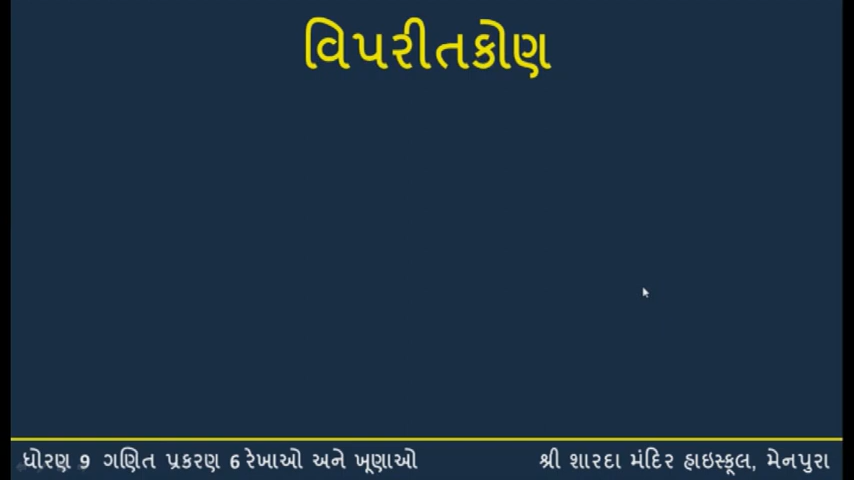 વિપરીતકોણ
ધોરણ 9 ગણિત પ્રકરણ 6 રેખાઓ અને ખૂણાઓ
શ્રી શારદા મંદિર હાઇસ્કૂલ, મેનપુરા